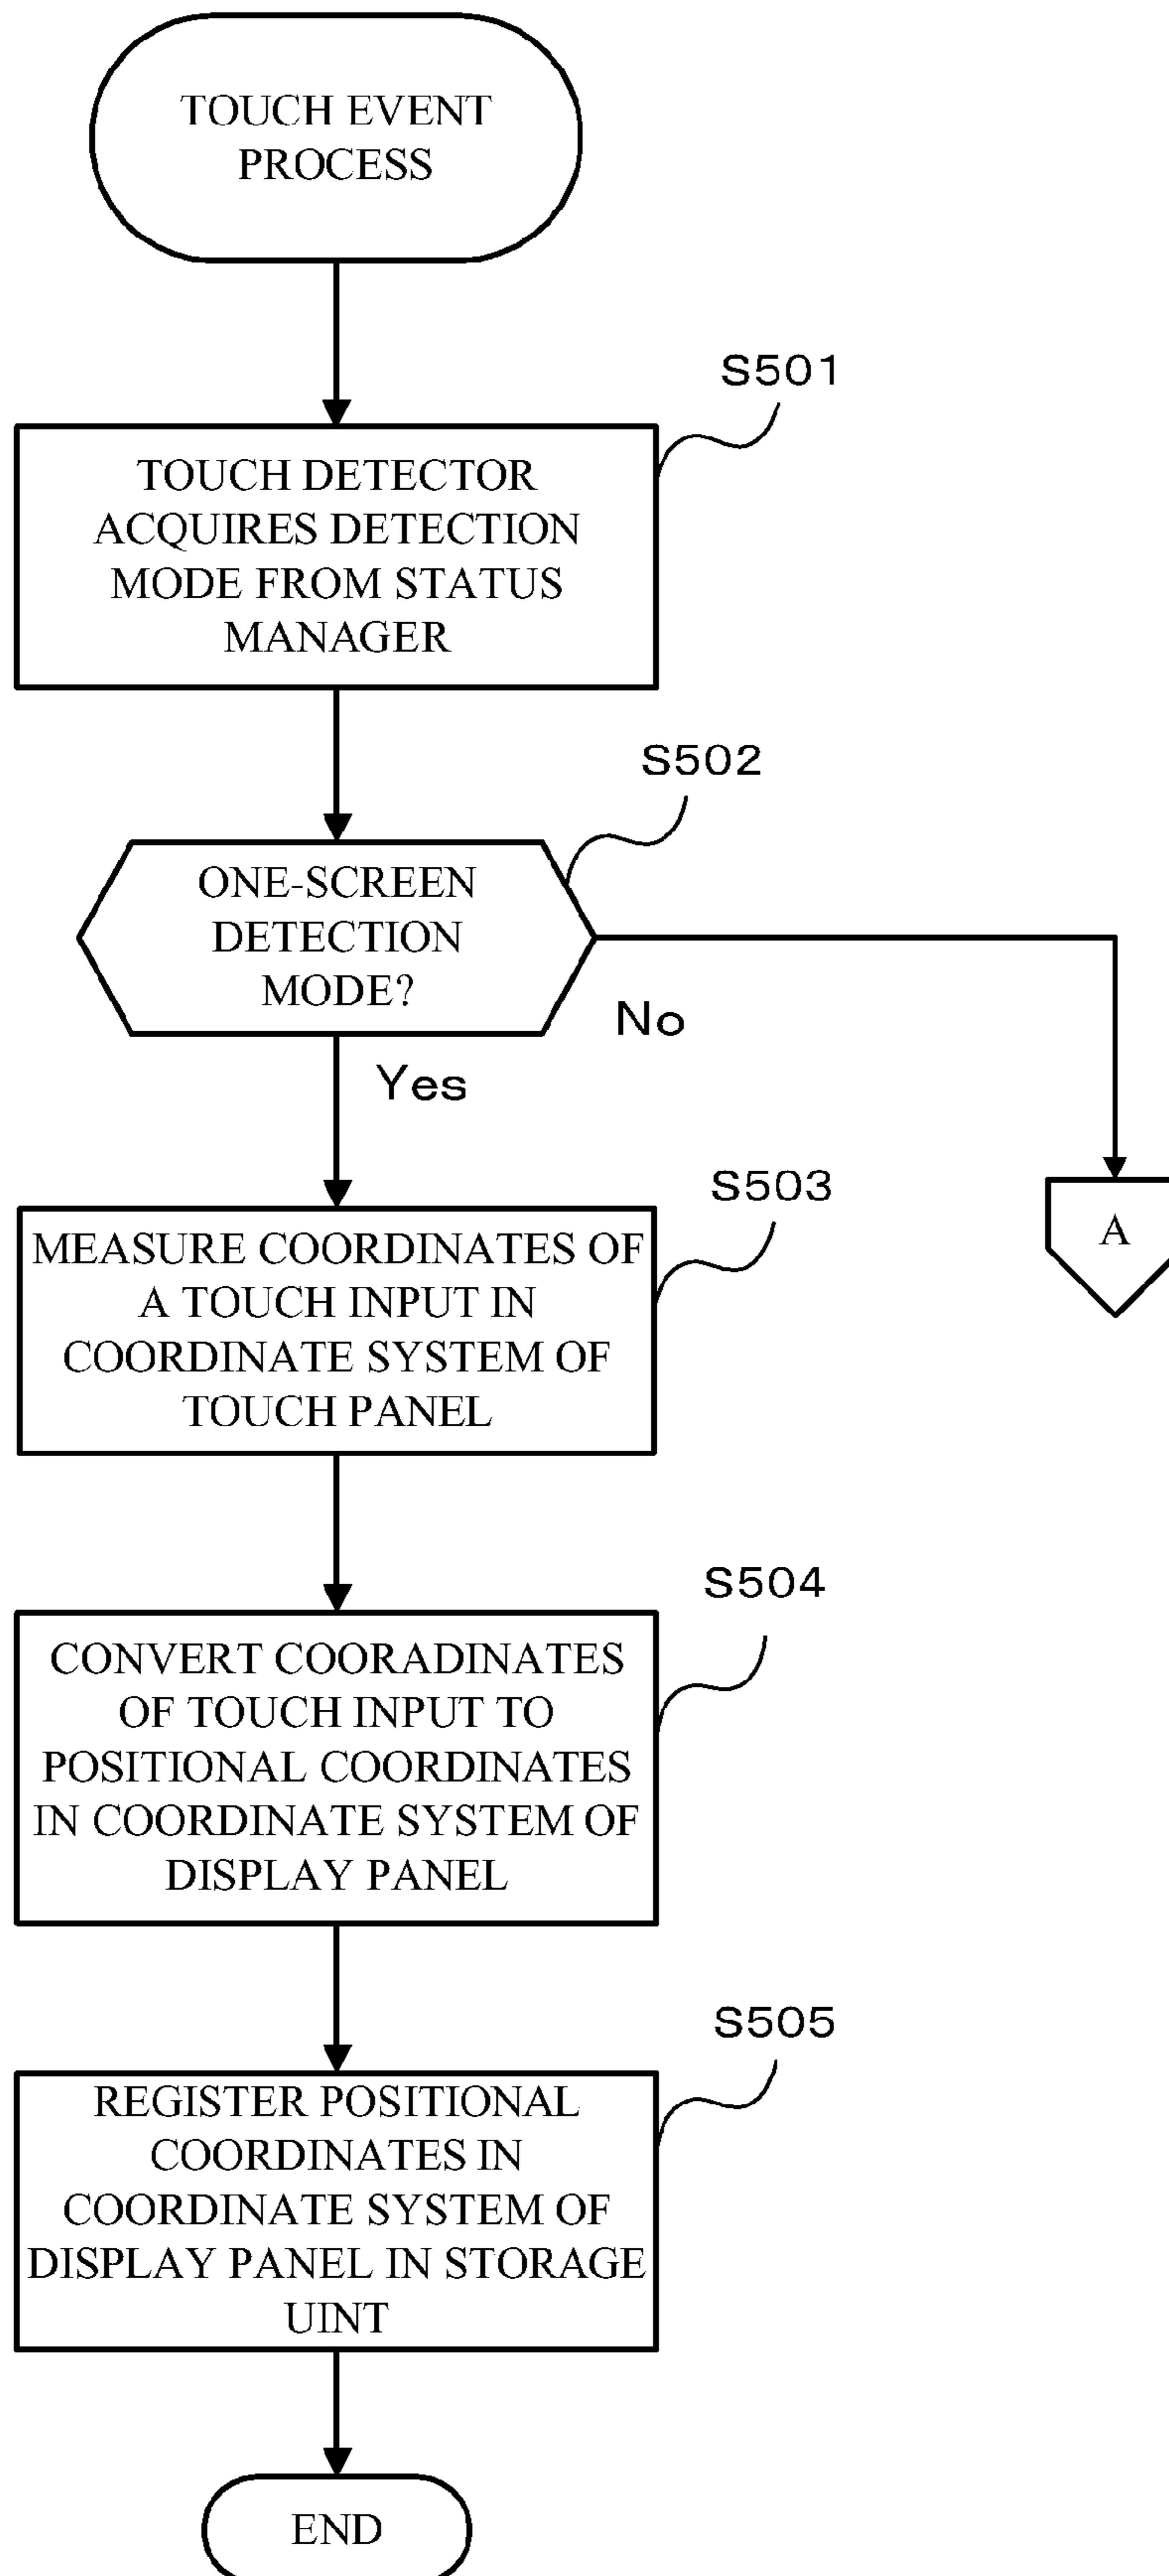 TOUCH EVENT
PROCESS
S501
TOUCH DETECTOR
ACQUIRES DETECTION
MODE FROM STATUS
MANAGER
S502
ONE-SCREEN
DETECTION
MODE?
No
Yes
S503
MEASURE COORDINATES OF
A TOUCH INPUT IN
COORDINATE SYSTEM OF
TOUCH PANEL
A
S504
CONVERT COORADINATES
OF TOUCH INPUT TO
POSITIONAL COORDINATES
IN COORDINATE SYSTEM OF
DISPLAY PANEL
S505
REGISTER POSITIONAL
COORDINATES IN
COORDINATE SYSTEM OF
DISPLAY PANEL IN STORAGE
UINT
END